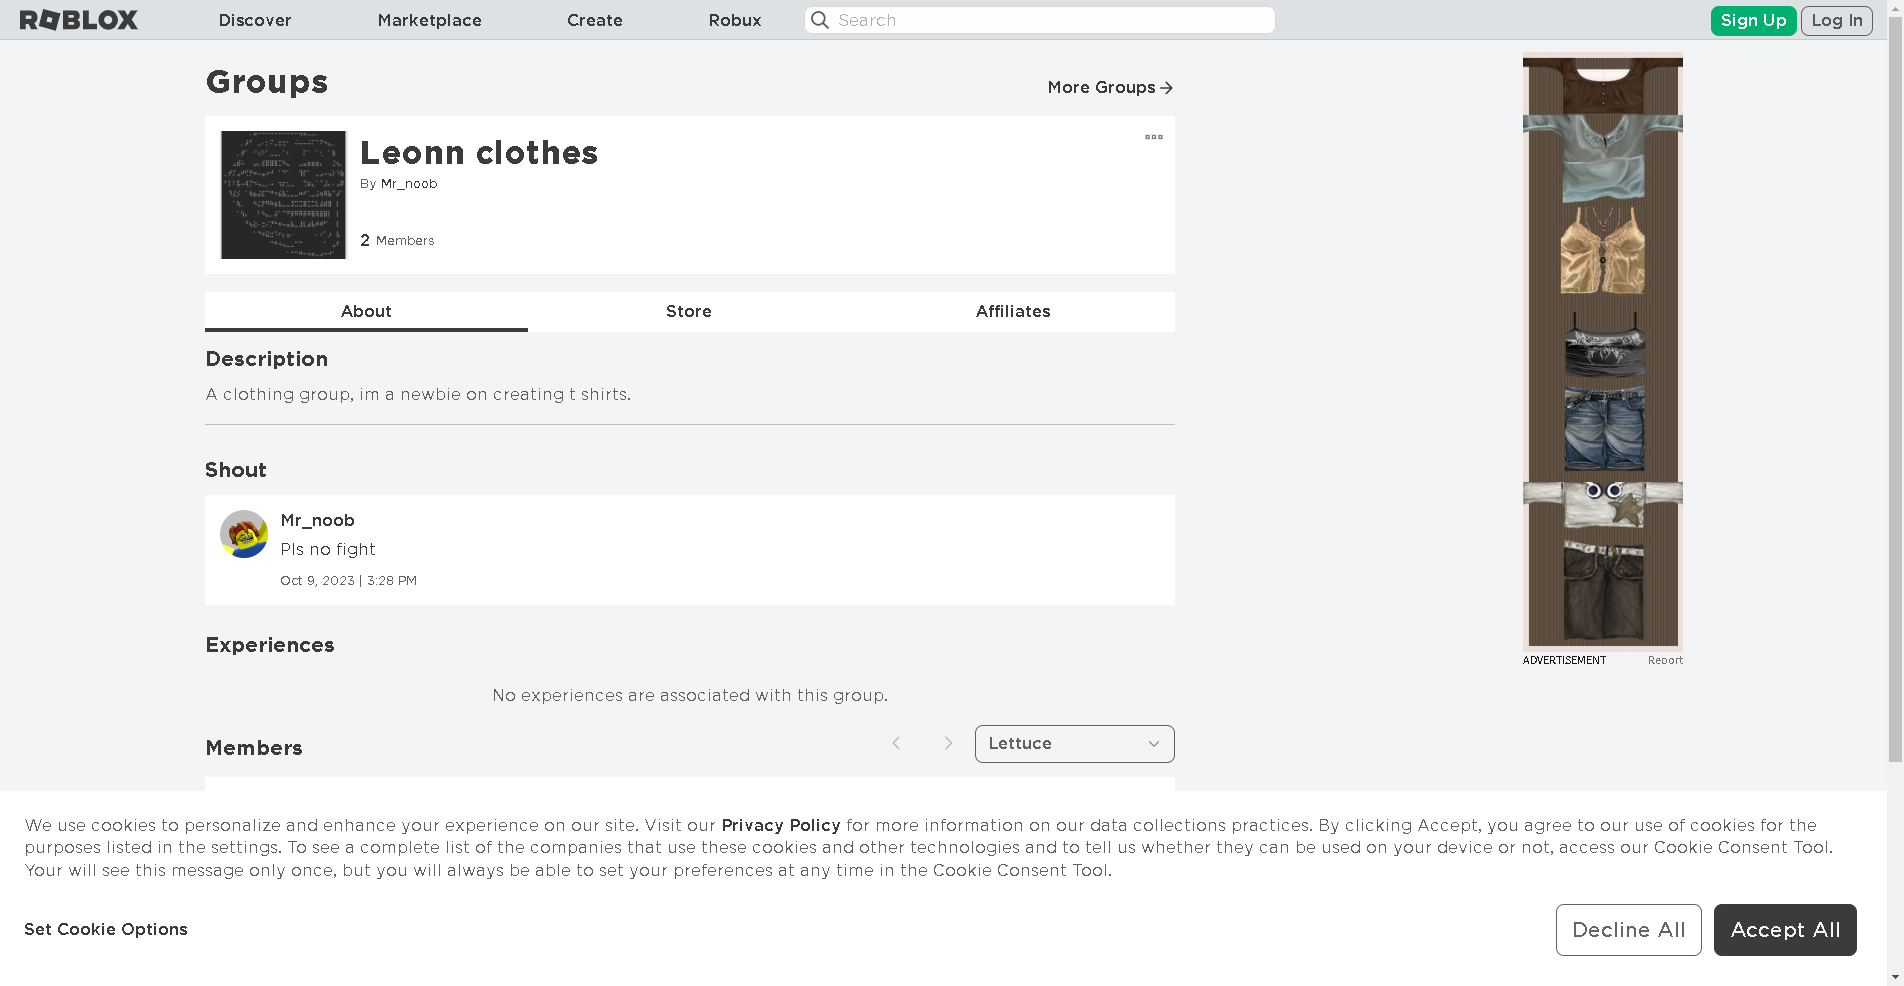 ROBLOX Discover Marketplace Create Robux Search Sign Up Log In
Groups
More Groups
Leonn clothes
By Mr_noob
2 Members
About Store Affiliates
Description
A clothing group, im a newbie on creating t shirts.
Shout
Mr_noob
Pls no fight
Oct 9, 2023 | 3:28 PM
Experiences
No experiences are associated with this group.
Members
Lettuce
ADVERTISEMENT Report
We use cookies to personalize and enhance your experience on our site. Visit our Privacy Policy for more information on our data collections practices. By clicking Accept, you agree to our use of cookies for the
purposes listed in the settings. To see a complete list of the companies that use these cookies and other technologies and to tell us whether they can be used on your device or not, access our Cookie Consent Tool.
Your will see this message only once, but you will always be able to set your preferences at any time in the Cookie Consent Tool.
Set Cookie Options
Decline All
Accept All